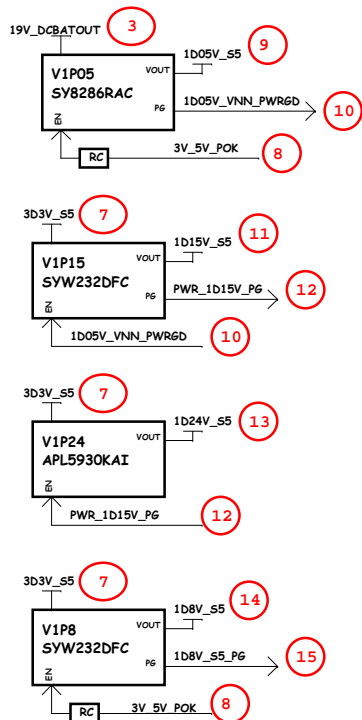 19V_DCBATOUT 3
1D05V_S5 9
V1P05 VOUT
SY8286RAC
PG 1D05V_VNN_PWRGD 10
EN
RC 3V_5V_POK 8
3D3V_S5 7
1D15V_S5 11
V1P15 VOUT
SYW232DFC
PG PWR_1D15V_PG 12
EN
1D05V_VNN_PWRGD 10
3D3V_S5 7
1D24V_S5 13
V1P24 VOUT
APL5930KAI
EN
PWR_1D15V_PG 12
3D3V_S5 7
1D8V_S5 14
V1P8 VOUT
SYW232DFC
PG 1D8V_S5_PG 15
EN
RC 3V_5V_POK 8